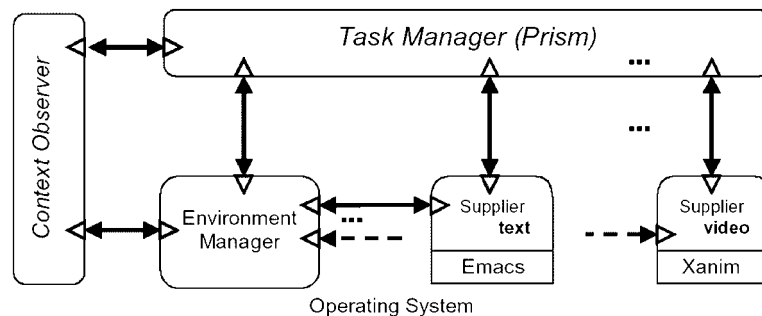 Task Manager (Prism)
...
Context Observer
...
Environment
Manager
...
Supplier
text
Emacs
Supplier
video
Xanim
Operating System